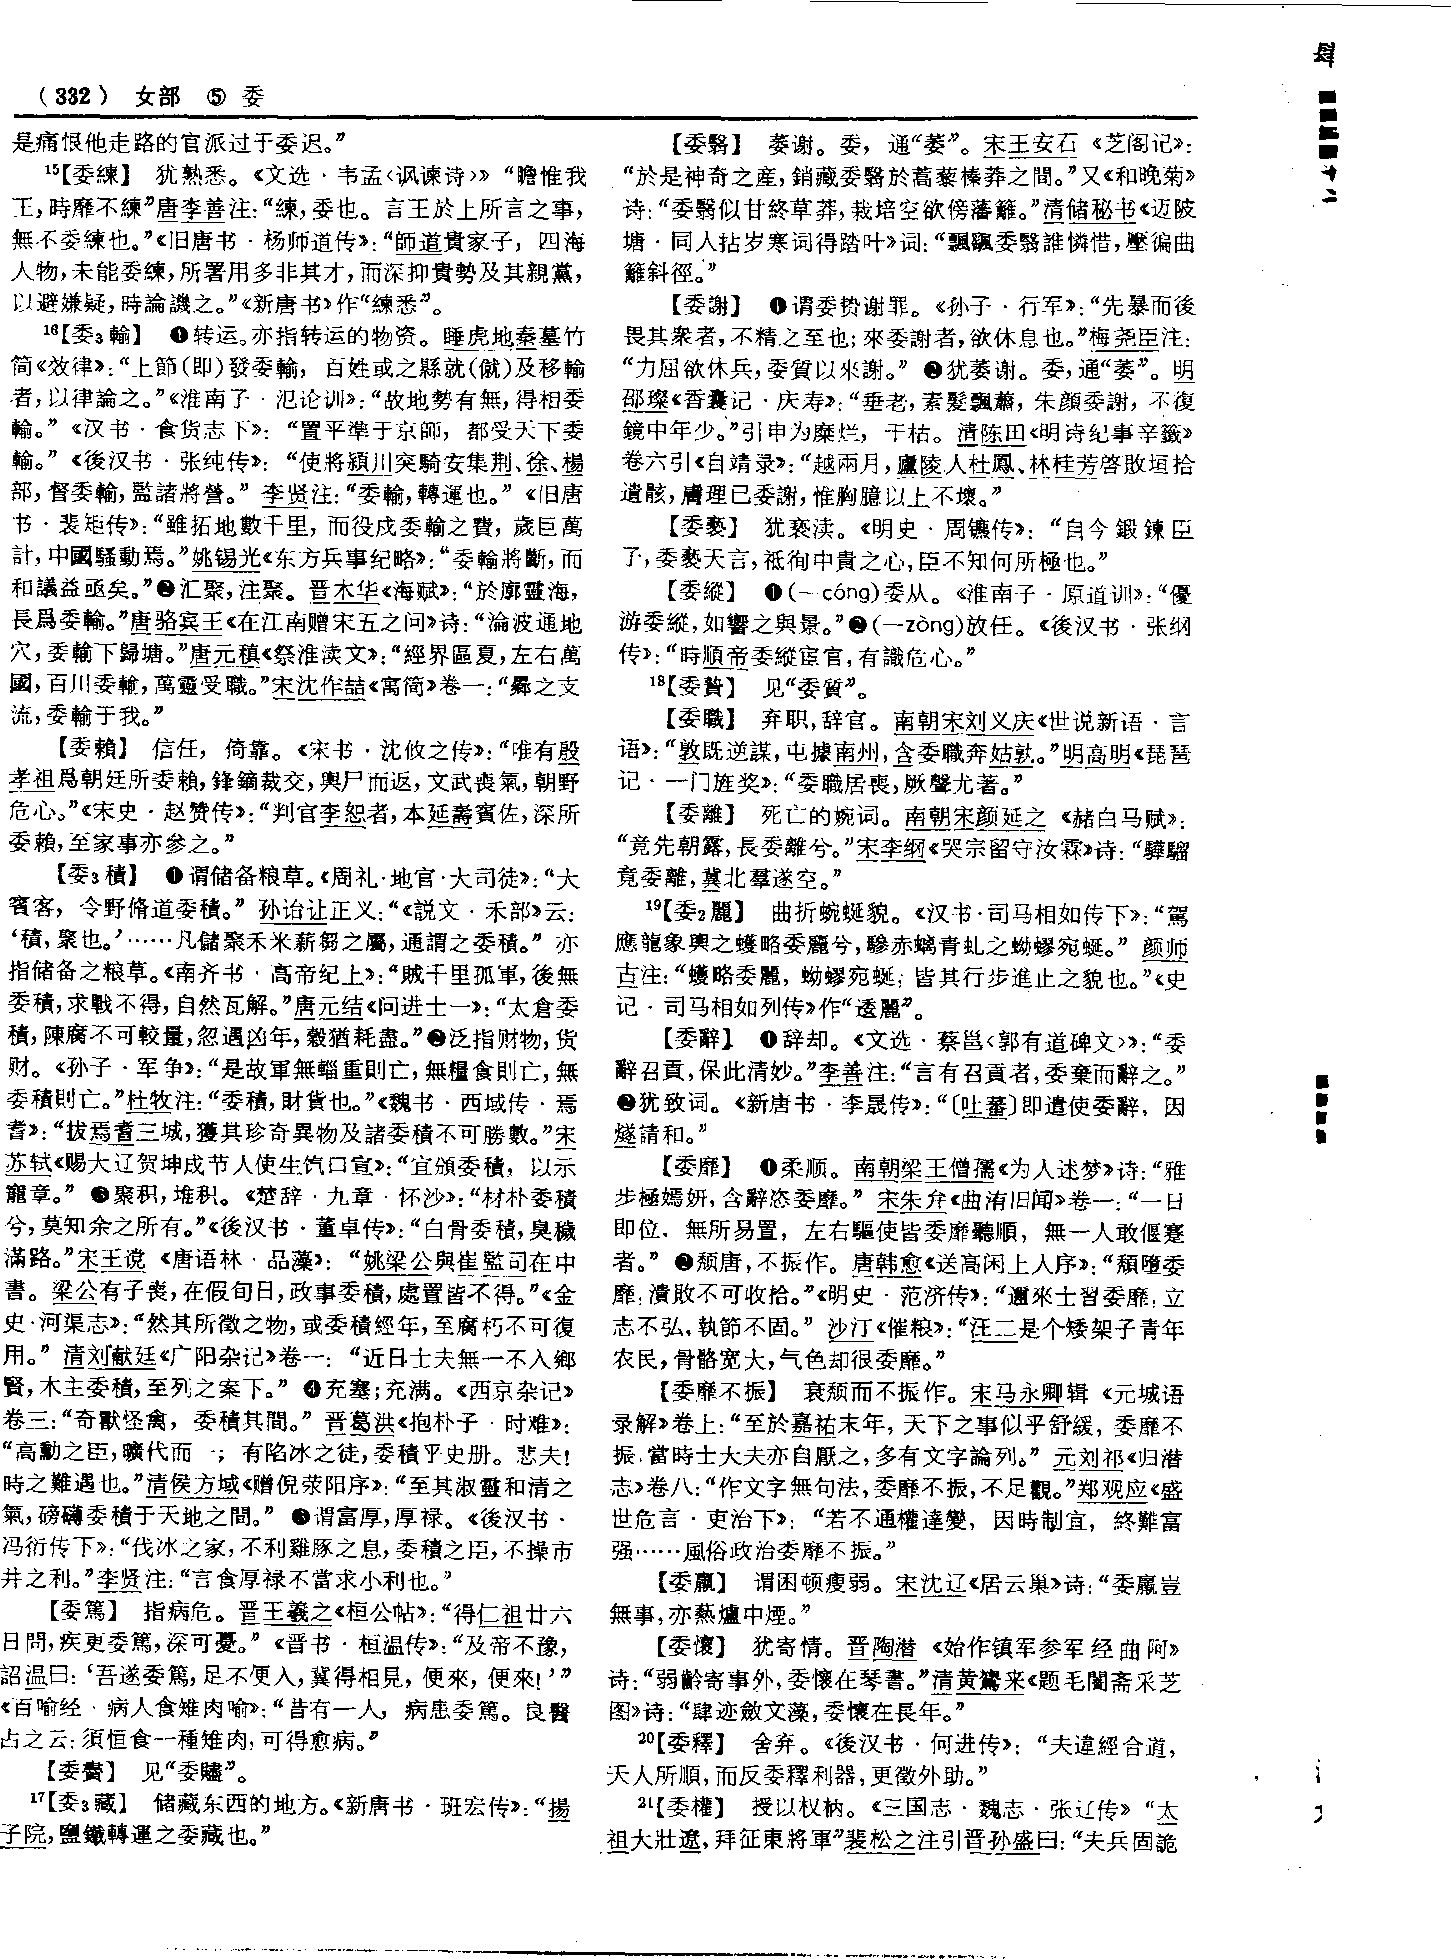 （332） 女部 ⑤ 委
是痛恨他走路的官派过于委迟。”
15【委練】 犹熟悉。《文选·韦孟〈讽谏诗〉》“瞻惟我
王，時靡不練”唐李善注：“練，委也。言王於上所言之事，
無不委練也。”《旧唐书·杨师道传》：“師道貴家子，四海
人物，未能委練，所署用多非其才，而深抑貴勢及其親黨，
以避嫌疑，時論譏之。”《新唐书》作“練悉”。
16【委3輸】 ❶转运。亦指转运的物资。睡虎地秦墓竹
简《效律》：“上節（即）發委輸，百姓或之縣就（僦）及移輸
者，以律論之。”《淮南子·氾论训》：“故地勢有無，得相委
輸。”《汉书·食货志下》：“置平準于京師，都受天下委
輸。”《後汉书·张纯传》：“使將潁川突騎安集荆、徐、楊
部，督委輸，監諸將營。”李贤注：“委輸，轉運也。”《旧唐
书·裴矩传》：“雖拓地數千里，而役戍委輸之費，歲巨萬
計，中國騷動焉。”姚锡光《东方兵事纪略》：“委輸將斷，而
和議益亟矣。”❷汇聚，注聚。晋木华《海赋》：“於廓靈海，
長爲委輸。”唐骆宾王《在江南赠宋五之问》诗：“淪波通地
穴，委輸下歸塘。”唐元稹《祭淮渎文》：“經界區夏，左右萬
國，百川委輸，萬靈受職。”宋沈作喆《寓简》卷一：“彝之支
流，委輸于我。”
【委賴】 信任，倚靠。《宋书·沈攸之传》：“唯有殷
孝祖爲朝廷所委賴，鋒鏑裁交，輿尸而返，文武喪氣，朝野
危心。”《宋史·赵赞传》：“判官李恕者，本延壽賓佐，深所
委賴，至家事亦參之。”
【委3積】 ❶谓储备粮草。《周礼·地官·大司徒》：“大
賓客，令野脩道委積。”孙诒让正义：“《説文·禾部》云：
‘積，聚也。’……凡儲聚禾米薪芻之屬，通謂之委積。”亦
指储备之粮草。《南齐书·高帝纪上》：“賊千里孤軍，後無
委積，求戰不得，自然瓦解。”唐元结《问进士一》：“太倉委
積，陳腐不可較量，忽遇凶年，穀猶耗盡。”❷泛指财物，货
财。《孙子·军争》：“是故軍無輜重則亡，無糧食則亡，無
委積則亡。”杜牧注：“委積，財貨也。”《魏书·西域传·焉
耆》：“拔焉耆三城，獲其珍奇異物及諸委積不可勝數。”宋
苏轼《赐大辽贺坤成节人使生饩口宣》：“宜頒委積，以示
寵章。”❸聚积，堆积。《楚辞·九章·怀沙》：“材朴委積
兮，莫知余之所有。”《後汉书·董卓传》：“白骨委積，臭穢
滿路。”宋王谠《唐语林·品藻》：“姚梁公與崔監司在中
書。梁公有子喪，在假旬日，政事委積，處置皆不得。”《金
史·河渠志》：“然其所徵之物，或委積經年，至腐朽不可復
用。”清刘献廷《广阳杂记》卷一：“近日士夫無一不入鄉
賢，木主委積，至列之案下。”❹充塞；充满。《西京杂记》
卷三：“奇獸怪禽，委積其間。”晋葛洪《抱朴子·时难》：
“高勳之臣，曠代而一；有陷冰之徒，委積乎史册。悲夫！
時之難遇也。”清侯方域《赠倪荥阳序》：“至其淑靈和清之
氣，磅礴委積于天地之間。”❺谓富厚，厚禄。《後汉书·
冯衍传下》：“伐冰之家，不利雞豚之息，委積之臣，不操市
井之利。”李贤注：“言食厚禄不當求小利也。”
【委篤】 指病危。晋王羲之《桓公帖》：“得仁祖廿六
日問，疾更委篤，深可憂。”《晋书·桓温传》：“及帝不豫，
詔温曰：‘吾遂委篤，足不便入，冀得相見，便來，便來！’”
《百喻经·病人食雉肉喻》：“昔有一人，病患委篤。良醫
占之云：須恒食一種雉肉，可得愈病。”
【委賮】 见“委贐”。
17【委3藏】 储藏东西的地方。《新唐书·班宏传》：“揚
子院，鹽鐵轉運之委藏也。”
【委翳】 萎谢。委，通“萎”。宋王安石《芝阁记》：
“於是神奇之産，銷藏委翳於蒿藜榛莽之間。”又《和晚菊》
诗：“委翳似甘終草莽，栽培空欲傍藩籬。”清储秘书《迈陂
塘·同人拈岁寒词得踏叶》词：“飄飖委翳誰憐惜，壓徧曲
籬斜徑。”
【委謝】 ❶谓委贽谢罪。《孙子·行军》：“先暴而後
畏其衆者，不精之至也；來委謝者，欲休息也。”梅尧臣注：
“力屈欲休兵，委質以來謝。”❷犹萎谢。委，通“萎”。明
邵璨《香囊记·庆寿》：“垂老，素髮飄蕭，朱顔委謝，不復
鏡中年少。”引申为糜烂，干枯。清陈田《明诗纪事辛籤》
卷六引《自靖录》：“越兩月，廬陵人杜鳳、林桂芳啓敗垣拾
遺骸，膚理已委謝，惟胸臆以上不壞。”
【委褻】 犹亵渎。《明史·周镳传》：“自今鍛鍊臣
子，委褻天言，祗徇中貴之心，臣不知何所極也。”
【委縱】 ❶（—cóng）委从。《淮南子·原道训》：“優
游委縱，如響之與景。”❷（—zòng）放任。《後汉书·张纲
传》：“時順帝委縱宦官，有識危心。”
18【委贄】 见“委質”。
【委職】 弃职，辞官。南朝宋刘义庆《世说新语·言
语》：“敦既逆謀，屯據南州，含委職奔姑孰。”明高明《琵琶
记·一门旌奖》：“委職居喪，厥聲尤著。”
【委離】 死亡的婉词。南朝宋颜延之《赭白马赋》：
“竟先朝露，長委離兮。”宋李纲《哭宗留守汝霖》诗：“驊騮
竟委離，冀北羣遂空。”
19【委2麗】 曲折蜿蜒貌。《汉书·司马相如传下》：“駕
應龍象輿之蠖略委麗兮，驂赤螭青虬之蚴蟉宛蜒。”颜师
古注：“蠖略委麗，蚴蟉宛蜒，皆其行步進止之貌也。”《史
记·司马相如列传》作“逶麗”。
【委辭】 ❶辞却。《文选·蔡邕〈郭有道碑文〉》：“委
辭召貢，保此清妙。”李善注：“言有召貢者，委棄而辭之。”
❷犹致词。《新唐书·李晟传》：“〔吐蕃〕即遣使委辭，因
燧請和。”
【委靡】 ❶柔顺。南朝梁王僧孺《为人述梦》诗：“雅
步極嫣妍，含辭恣委靡。”宋朱弁《曲洧旧闻》卷一：“一日
即位，無所易置，左右驅使皆委靡聽順，無一人敢偃蹇
者。”❷颓唐，不振作。唐韩愈《送高闲上人序》：“頽墮委
靡，潰敗不可收拾。”《明史·范济传》：“邇來士習委靡，立
志不弘，執節不固。”沙汀《催粮》：“汪二是个矮架子青年
农民，骨骼宽大，气色却很委靡。”
【委靡不振】 衰颓而不振作。宋马永卿辑《元城语
录解》卷上：“至於嘉祐末年，天下之事似乎舒緩，委靡不
振，當時士大夫亦自厭之，多有文字論列。”元刘祁《归潜
志》卷八：“作文字無句法，委靡不振，不足觀。”郑观应《盛
世危言·吏治下》：“若不通權達變，因時制宜，終難富
强……風俗政治委靡不振。”
【委羸】 谓困顿瘦弱。宋沈辽《居云巢》诗：“委羸豈
無事，亦爇爐中煙。”
【委懷】 犹寄情。晋陶潜《始作镇军参军经曲阿》
诗：“弱齡寄事外，委懷在琴書。”清黄鷟来《题毛闇斋采芝
图》诗：“肆迹斂文藻，委懷在長年。”
20【委釋】 舍弃。《後汉书·何进传》：“夫違經合道，
天人所順，而反委釋利器，更徵外助。”
21【委權】 授以权柄。《三国志·魏志·张辽传》“太
祖大壯遼，拜征東將軍”裴松之注引晋孙盛曰：“夫兵固詭